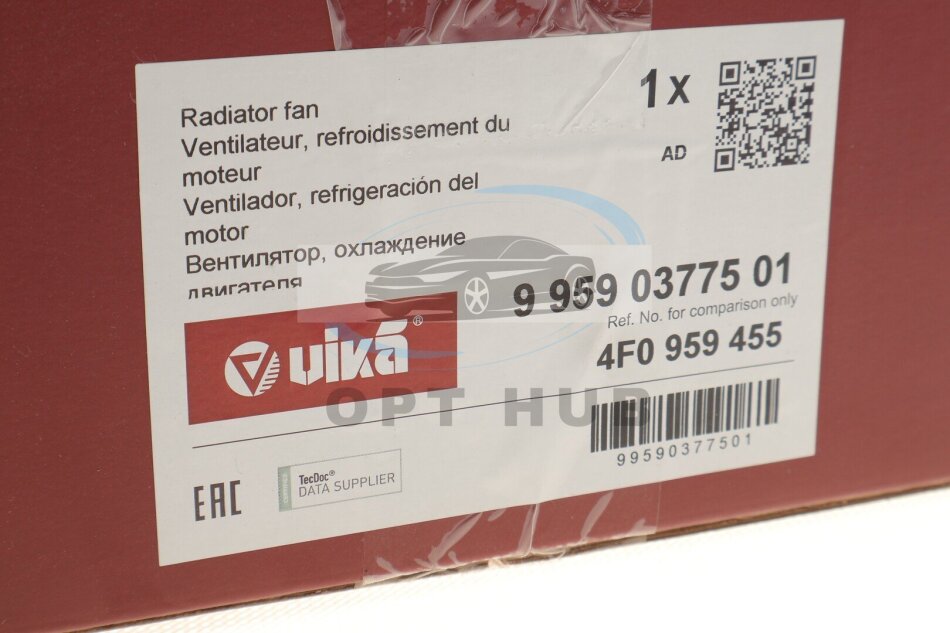 Radiator fan
Ventilateur, refroidissement du
moteur
Ventilador, refrigeración del
motor
Вентилятор, охлаждение
двигателя
1x
AD
9 959 03775 01
Ref. No. for comparison only
4F0 959 455
viká®
OPT HUB
99590377501
EAC
TecDoc®
DATA SUPPLIER